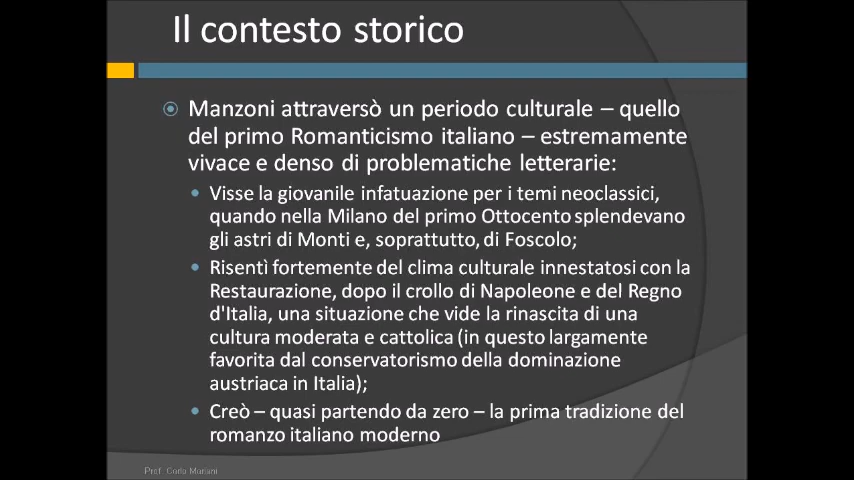 Il contesto storico
Manzoni attraversò un periodo culturale – quello
del primo Romanticismo italiano – estremamente
vivace e denso di problematiche letterarie:
Visse la giovanile infatuazione per i temi neoclassici,
quando nella Milano del primo Ottocento splendevano
gli astri di Monti e, soprattutto, di Foscolo;
Risentì fortemente del clima culturale innestatosi con la
Restaurazione, dopo il crollo di Napoleone e del Regno
d'Italia, una situazione che vide la rinascita di una
cultura moderata e cattolica (in questo largamente
favorita dal conservatorismo della dominazione
austriaca in Italia);
Creò – quasi partendo da zero – la prima tradizione del
romanzo italiano moderno
Prof. Carlo Mariani